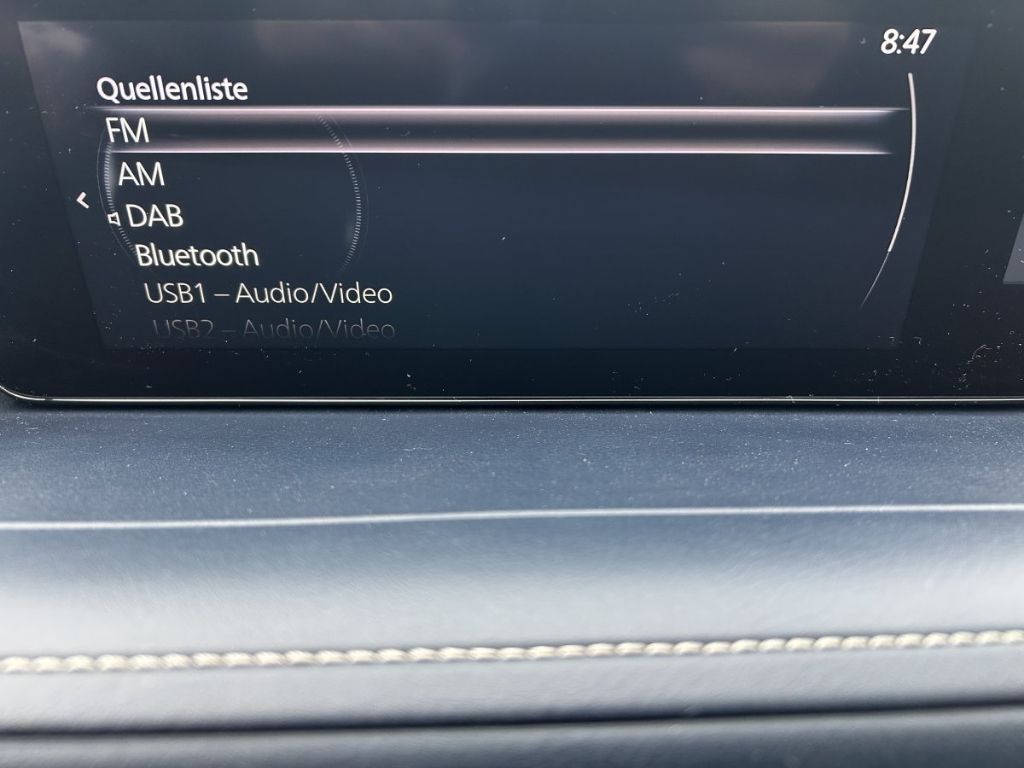 8:47
Quellenliste
FM
AM
DAB
Bluetooth
USB1 – Audio/Video
USB2 – Audio/Video